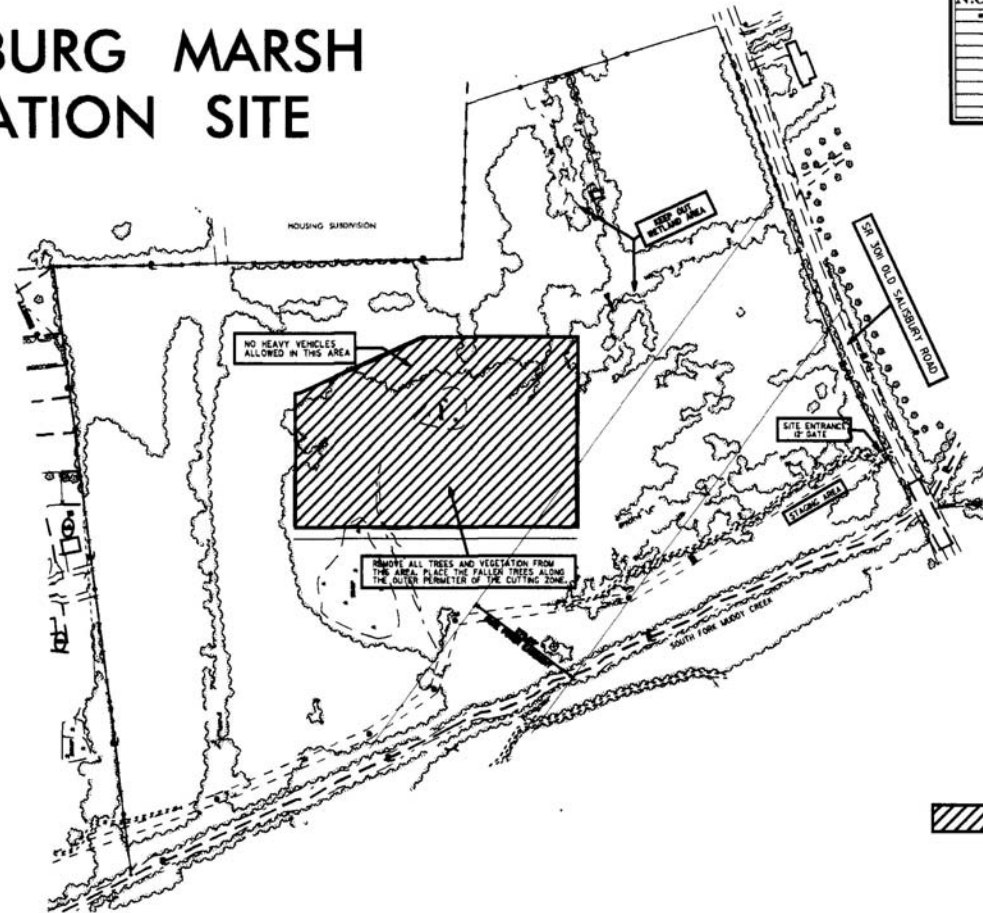 BURG MARSH
ATION SITE
HOUSING SUBDIVISION
KEEP OUT
WETLAND AREA
SR 3011 OLD SALISBURY ROAD
NO HEAVY VEHICLES
ALLOWED IN THIS AREA
SITE ENTRANCE
12' GATE
STAGING AREA
REMOVE ALL TREES AND VEGETATION FROM
THIS AREA. PLACE THE FALLEN TREES ALONG
THE OUTER PERIMETER OF THE CUTTING ZONE.
SOUTH FORK MUDDY CREEK